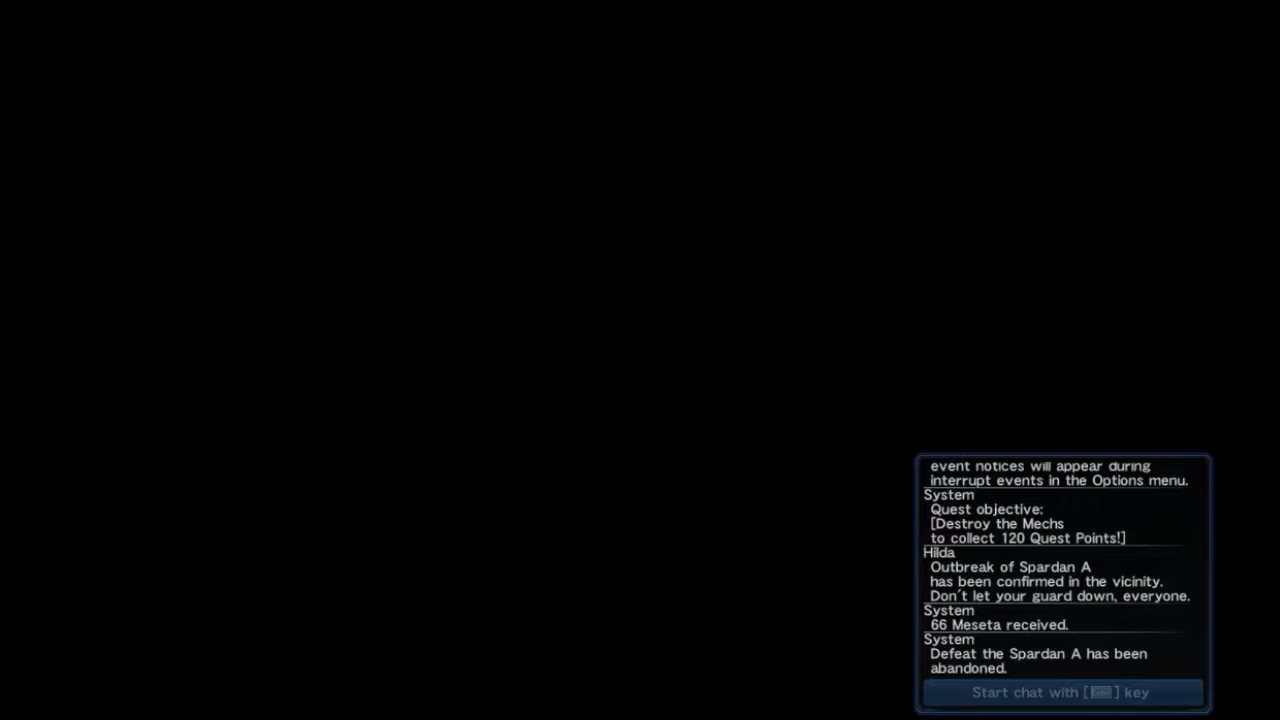 event notices will appear during
interrupt events in the Options menu.
System
Quest objective:
[Destroy the Mechs
to collect 120 Quest Points!]
Hilda
Outbreak of Spardan A
has been confirmed in the vicinity.
Don't let your guard down, everyone.
System
66 Meseta received.
System
Defeat the Spardan A has been
abandoned.
Start chat with [ ] key